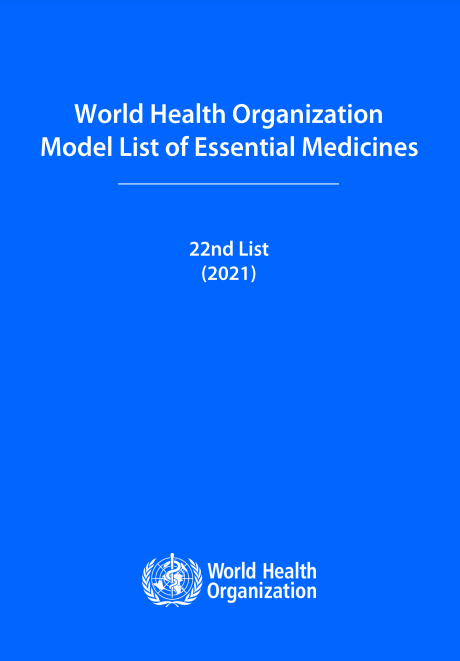 World Health Organization
Model List of Essential Medicines
22nd List
(2021)
World Health
Organization